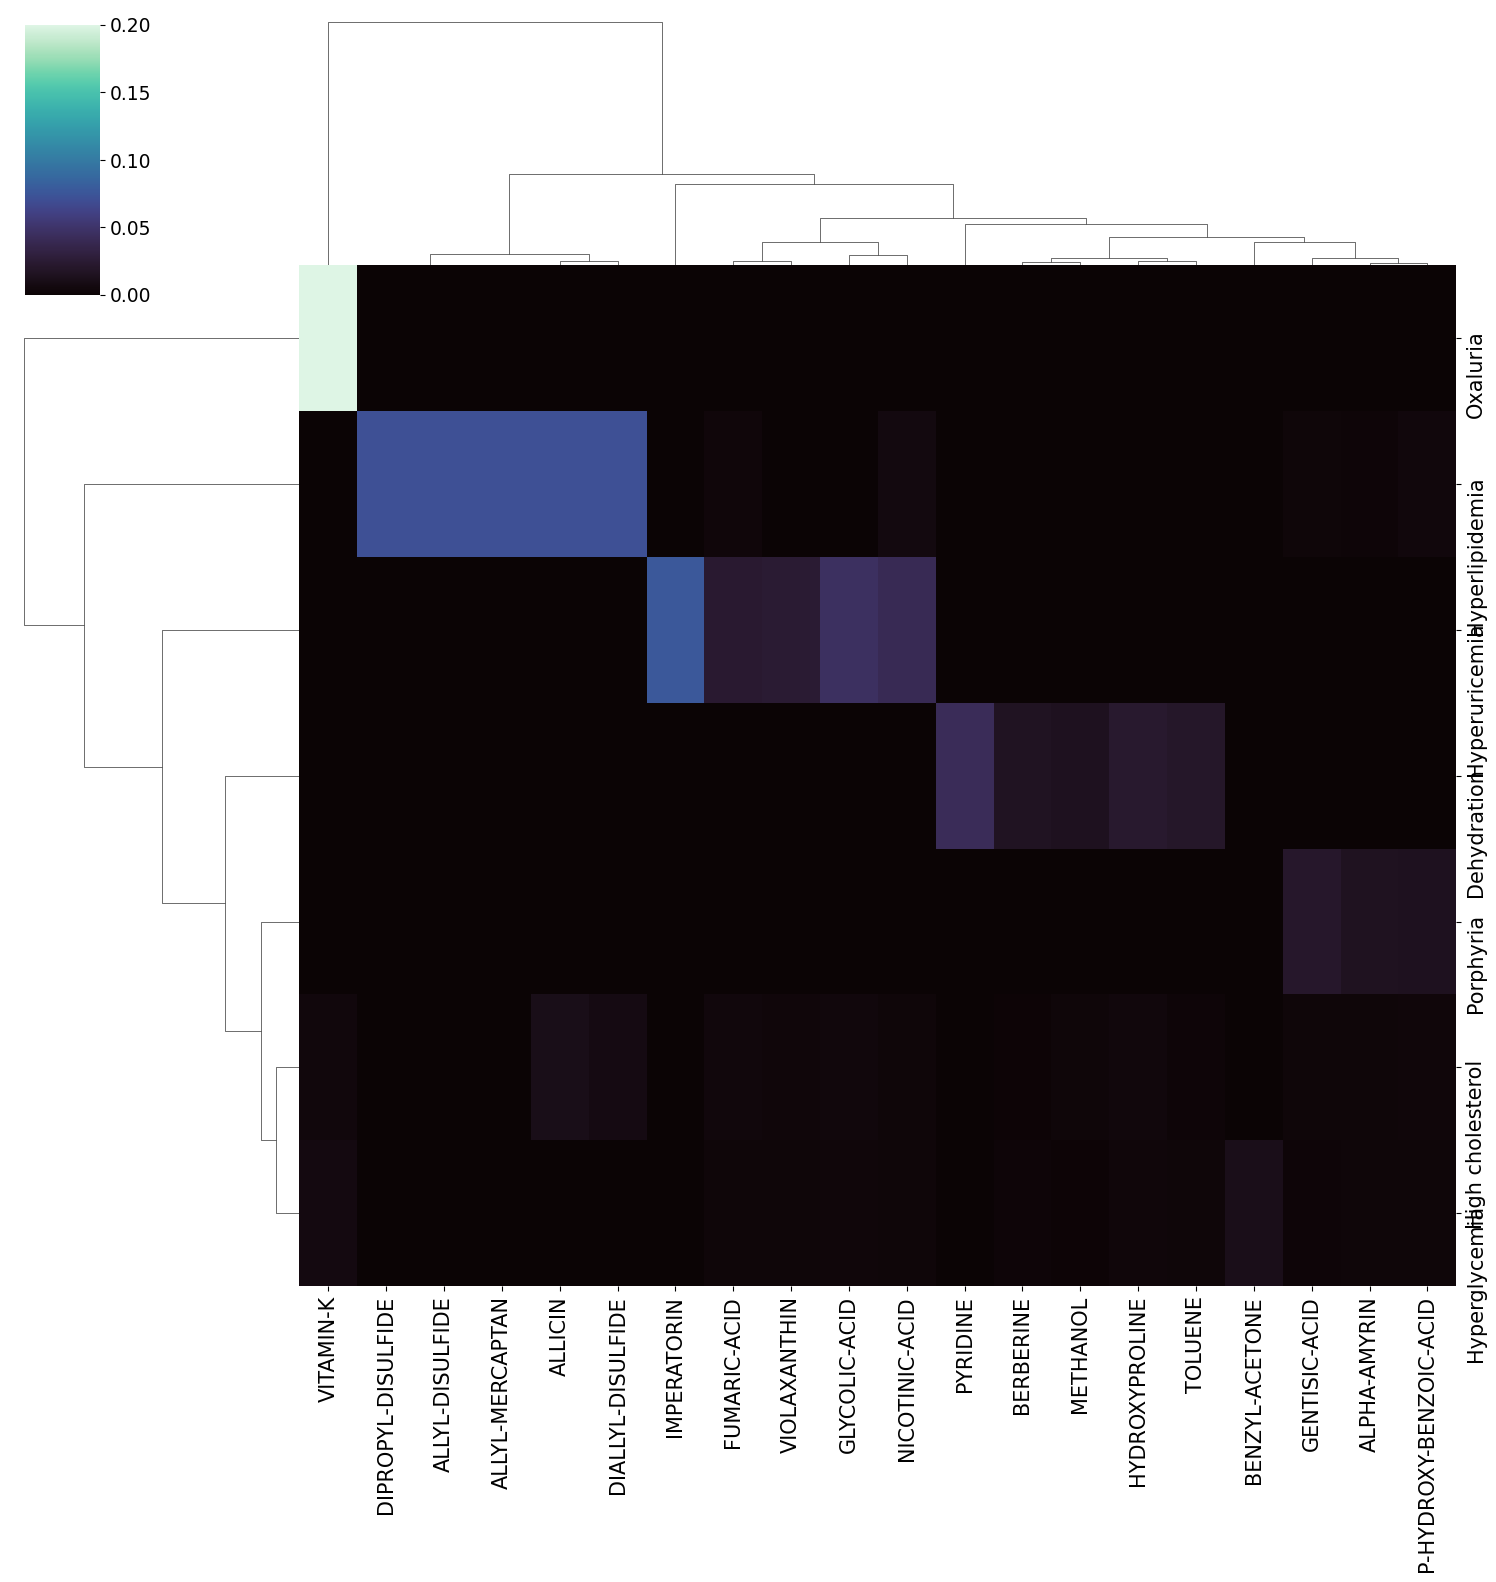 0.20
0.15
0.10
0.05
0.00
Oxaluria
Hyperlipidemia
Hyperuricemia
Dehydration
Porphyria
High cholesterol
Hyperglycemia
VITAMIN-K
DIPROPYL-DISULFIDE
ALLYL-DISULFIDE
ALLYL-MERCAPTAN
ALLICIN
DIALLYL-DISULFIDE
IMPERATORIN
FUMARIC-ACID
VIOLAXANTHIN
GLYCOLIC-ACID
NICOTINIC-ACID
PYRIDINE
BERBERINE
METHANOL
HYDROXYPROLINE
TOLUENE
BENZYL-ACETONE
GENTISIC-ACID
ALPHA-AMYRIN
P-HYDROXY-BENZOIC-ACID